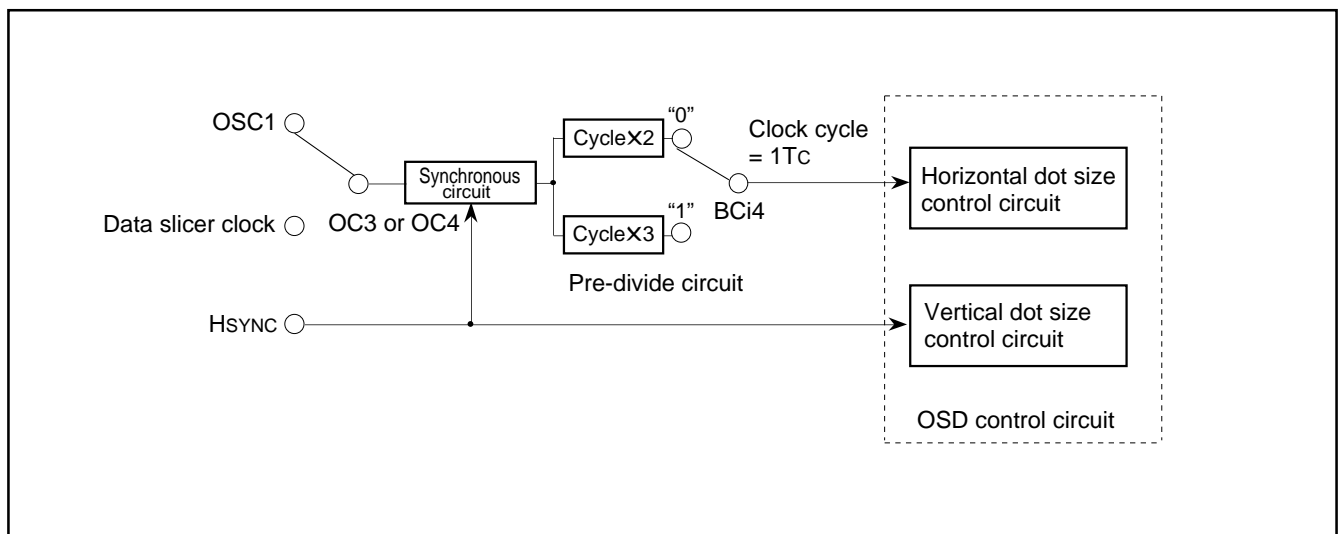 OSC1
Data slicer clock
HSYNC
OC3 or OC4
Synchronous
circuit
Cycle×2
Cycle×3
"0"
"1"
BCi4
Pre-divide circuit
Clock cycle
= 1TC
Horizontal dot size
control circuit
Vertical dot size
control circuit
OSD control circuit